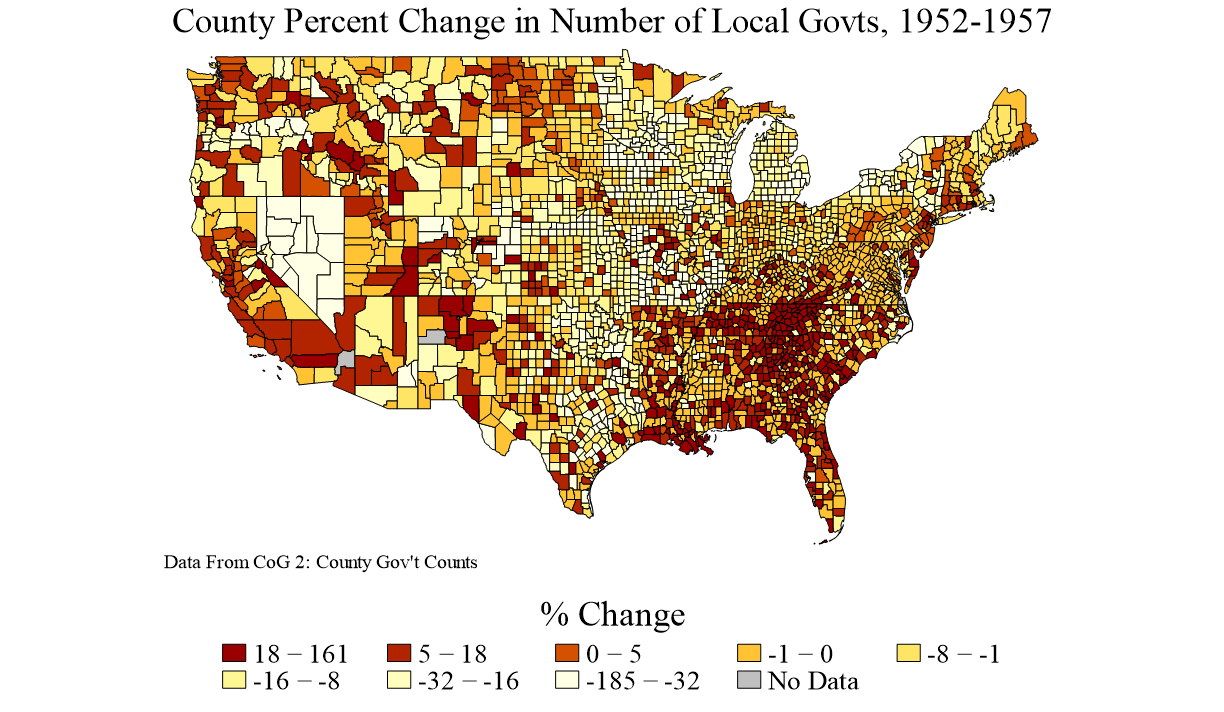 County Percent Change in Number of Local Govts, 1952-1957
Data From CoG 2: County Gov't Counts
% Change
18 − 161 5 − 18 0 − 5 -1 − 0 -8 − -1
-16 − -8 -32 − -16 -185 − -32 No Data